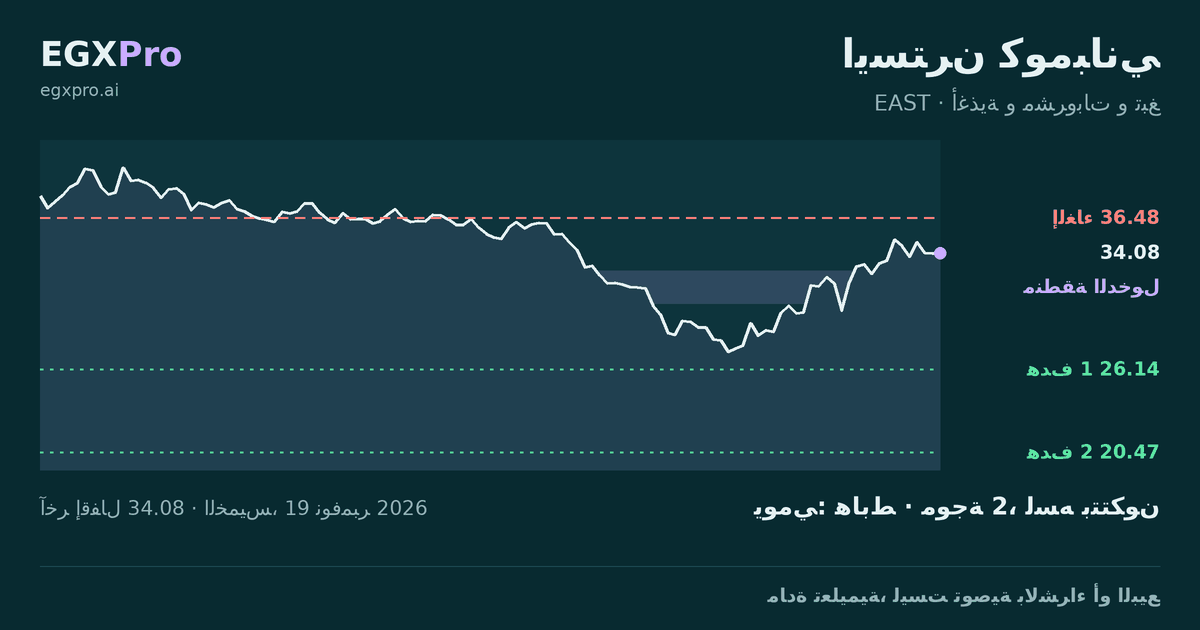 EGXPro
egxpro.ai
ايسترن كومباني
EAST · أغذية و مشروبات و تبغ
إلغاء 36.48
34.08
منطقة الدخول
هدف 1 26.14
هدف 2 20.47
يومي: هابط · موجة 2، لسه بتتكون
آخر إقفال 34.08 · الخميس، 19 نوفمبر 2026
مادة تعليمية، ليست توصية بالشراء أو البيع